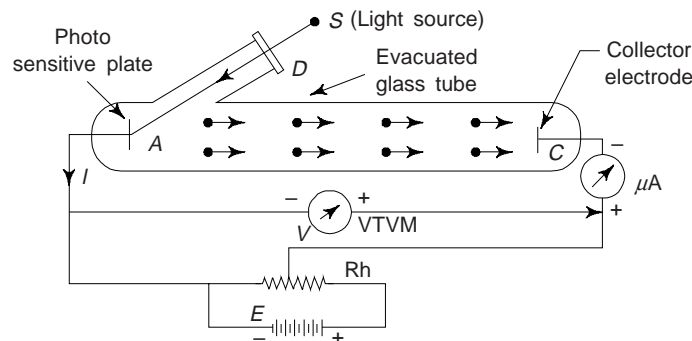 S (Light source)
Photo
sensitive plate
D
Evacuated
glass tube
Collector
electrode
A
C
−
I
μA
−
+
+
V
VTVM
Rh
E
−
+